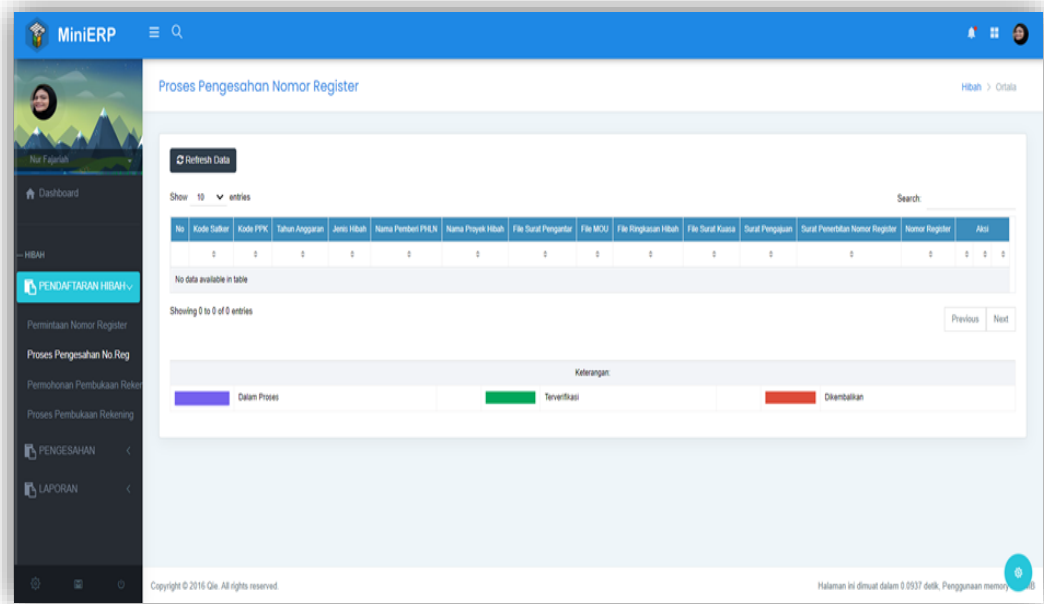 MiniERP
Proses Pengesahan Nomor Register
Hibah > Ortala
Nur Fajariah
Dashboard
HIBAH
PENDAFTARAN HIBAH
Permintaan Nomor Register
Proses Pengesahan No.Reg
Permohonan Pembukaan Reker
Proses Pembukaan Rekening
PENGESAHAN
LAPORAN
Refresh Data
Show 10 entries
Search:
No Kode Satker Kode PPK Tahun Anggaran Jenis Hibah Nama Pemberi PHLN Nama Proyek Hibah File Surat Pengantar File MOU File Ringkasan Hibah File Surat Kuasa Surat Pengajuan Surat Penerbitan Nomor Register Nomor Register Aksi
No data available in table
Showing 0 to 0 of 0 entries
Previous Next
Keterangan:
Dalam Proses Terverifikasi Dikembalikan
Copyright © 2016 Qie. All rights reserved.
Halaman ini dimuat dalam 0.0937 detik, Penggunaan memory